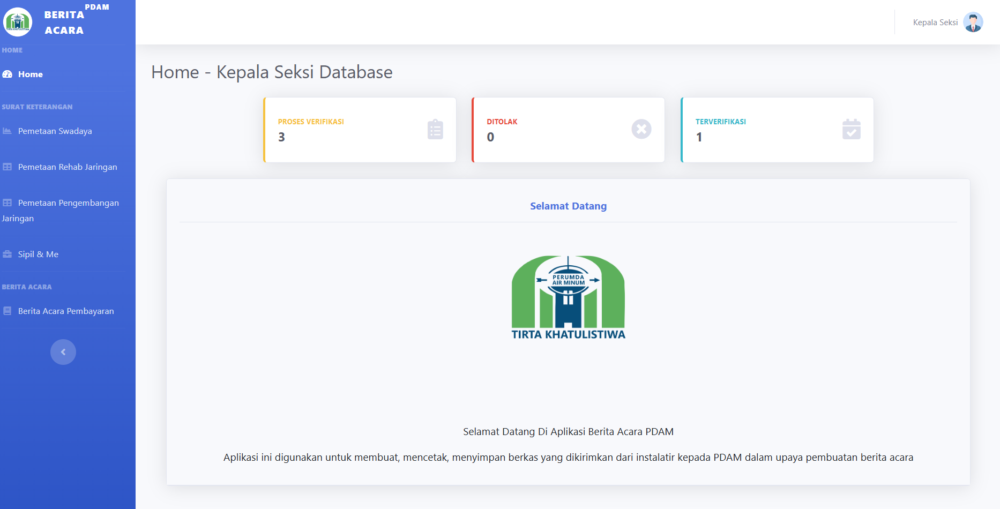 BERITA PDAM
ACARA
Kepala Seksi
HOME
Home
SURAT KETERANGAN
Pemetaan Swadaya
Pemetaan Rehab Jaringan
Pemetaan Pengembangan
Jaringan
Sipil & Me
BERITA ACARA
Berita Acara Pembayaran
Home - Kepala Seksi Database
PROSES VERIFIKASI
3
DITOLAK
0
TERVERIFIKASI
1
Selamat Datang
PERUMDA
AIR MINUM
TIRTA KHATULISTIWA
Selamat Datang Di Aplikasi Berita Acara PDAM
Aplikasi ini digunakan untuk membuat, mencetak, menyimpan berkas yang dikirimkan dari instalatir kepada PDAM dalam upaya pembuatan berita acara